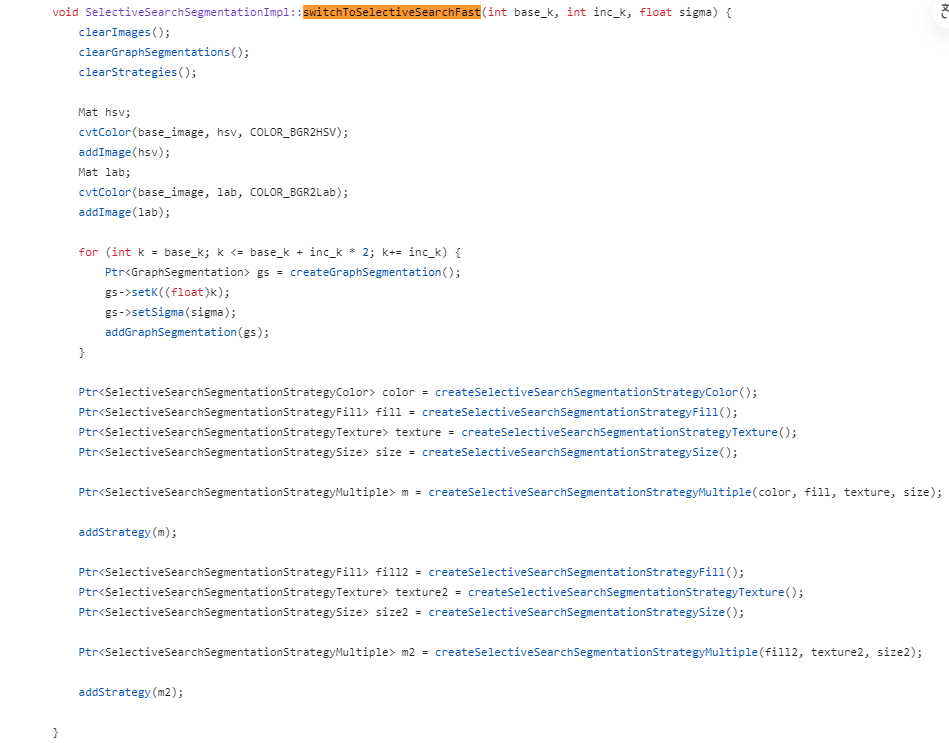 void SelectiveSearchSegmentationImpl::switchToSelectiveSearchFast(int base_k, int inc_k, float sigma) {
    clearImages();
    clearGraphSegmentations();
    clearStrategies();

    Mat hsv;
    cvtColor(base_image, hsv, COLOR_BGR2HSV);
    addImage(hsv);
    Mat lab;
    cvtColor(base_image, lab, COLOR_BGR2Lab);
    addImage(lab);

    for (int k = base_k; k <= base_k + inc_k * 2; k+= inc_k) {
        Ptr<GraphSegmentation> gs = createGraphSegmentation();
        gs->setK((float)k);
        gs->setSigma(sigma);
        addGraphSegmentation(gs);
    }

    Ptr<SelectiveSearchSegmentationStrategyColor> color = createSelectiveSearchSegmentationStrategyColor();
    Ptr<SelectiveSearchSegmentationStrategyFill> fill = createSelectiveSearchSegmentationStrategyFill();
    Ptr<SelectiveSearchSegmentationStrategyTexture> texture = createSelectiveSearchSegmentationStrategyTexture();
    Ptr<SelectiveSearchSegmentationStrategySize> size = createSelectiveSearchSegmentationStrategySize();

    Ptr<SelectiveSearchSegmentationStrategyMultiple> m = createSelectiveSearchSegmentationStrategyMultiple(color, fill, texture, size);

    addStrategy(m);

    Ptr<SelectiveSearchSegmentationStrategyFill> fill2 = createSelectiveSearchSegmentationStrategyFill();
    Ptr<SelectiveSearchSegmentationStrategyTexture> texture2 = createSelectiveSearchSegmentationStrategyTexture();
    Ptr<SelectiveSearchSegmentationStrategySize> size2 = createSelectiveSearchSegmentationStrategySize();

    Ptr<SelectiveSearchSegmentationStrategyMultiple> m2 = createSelectiveSearchSegmentationStrategyMultiple(fill2, texture2, size2);

    addStrategy(m2);

}